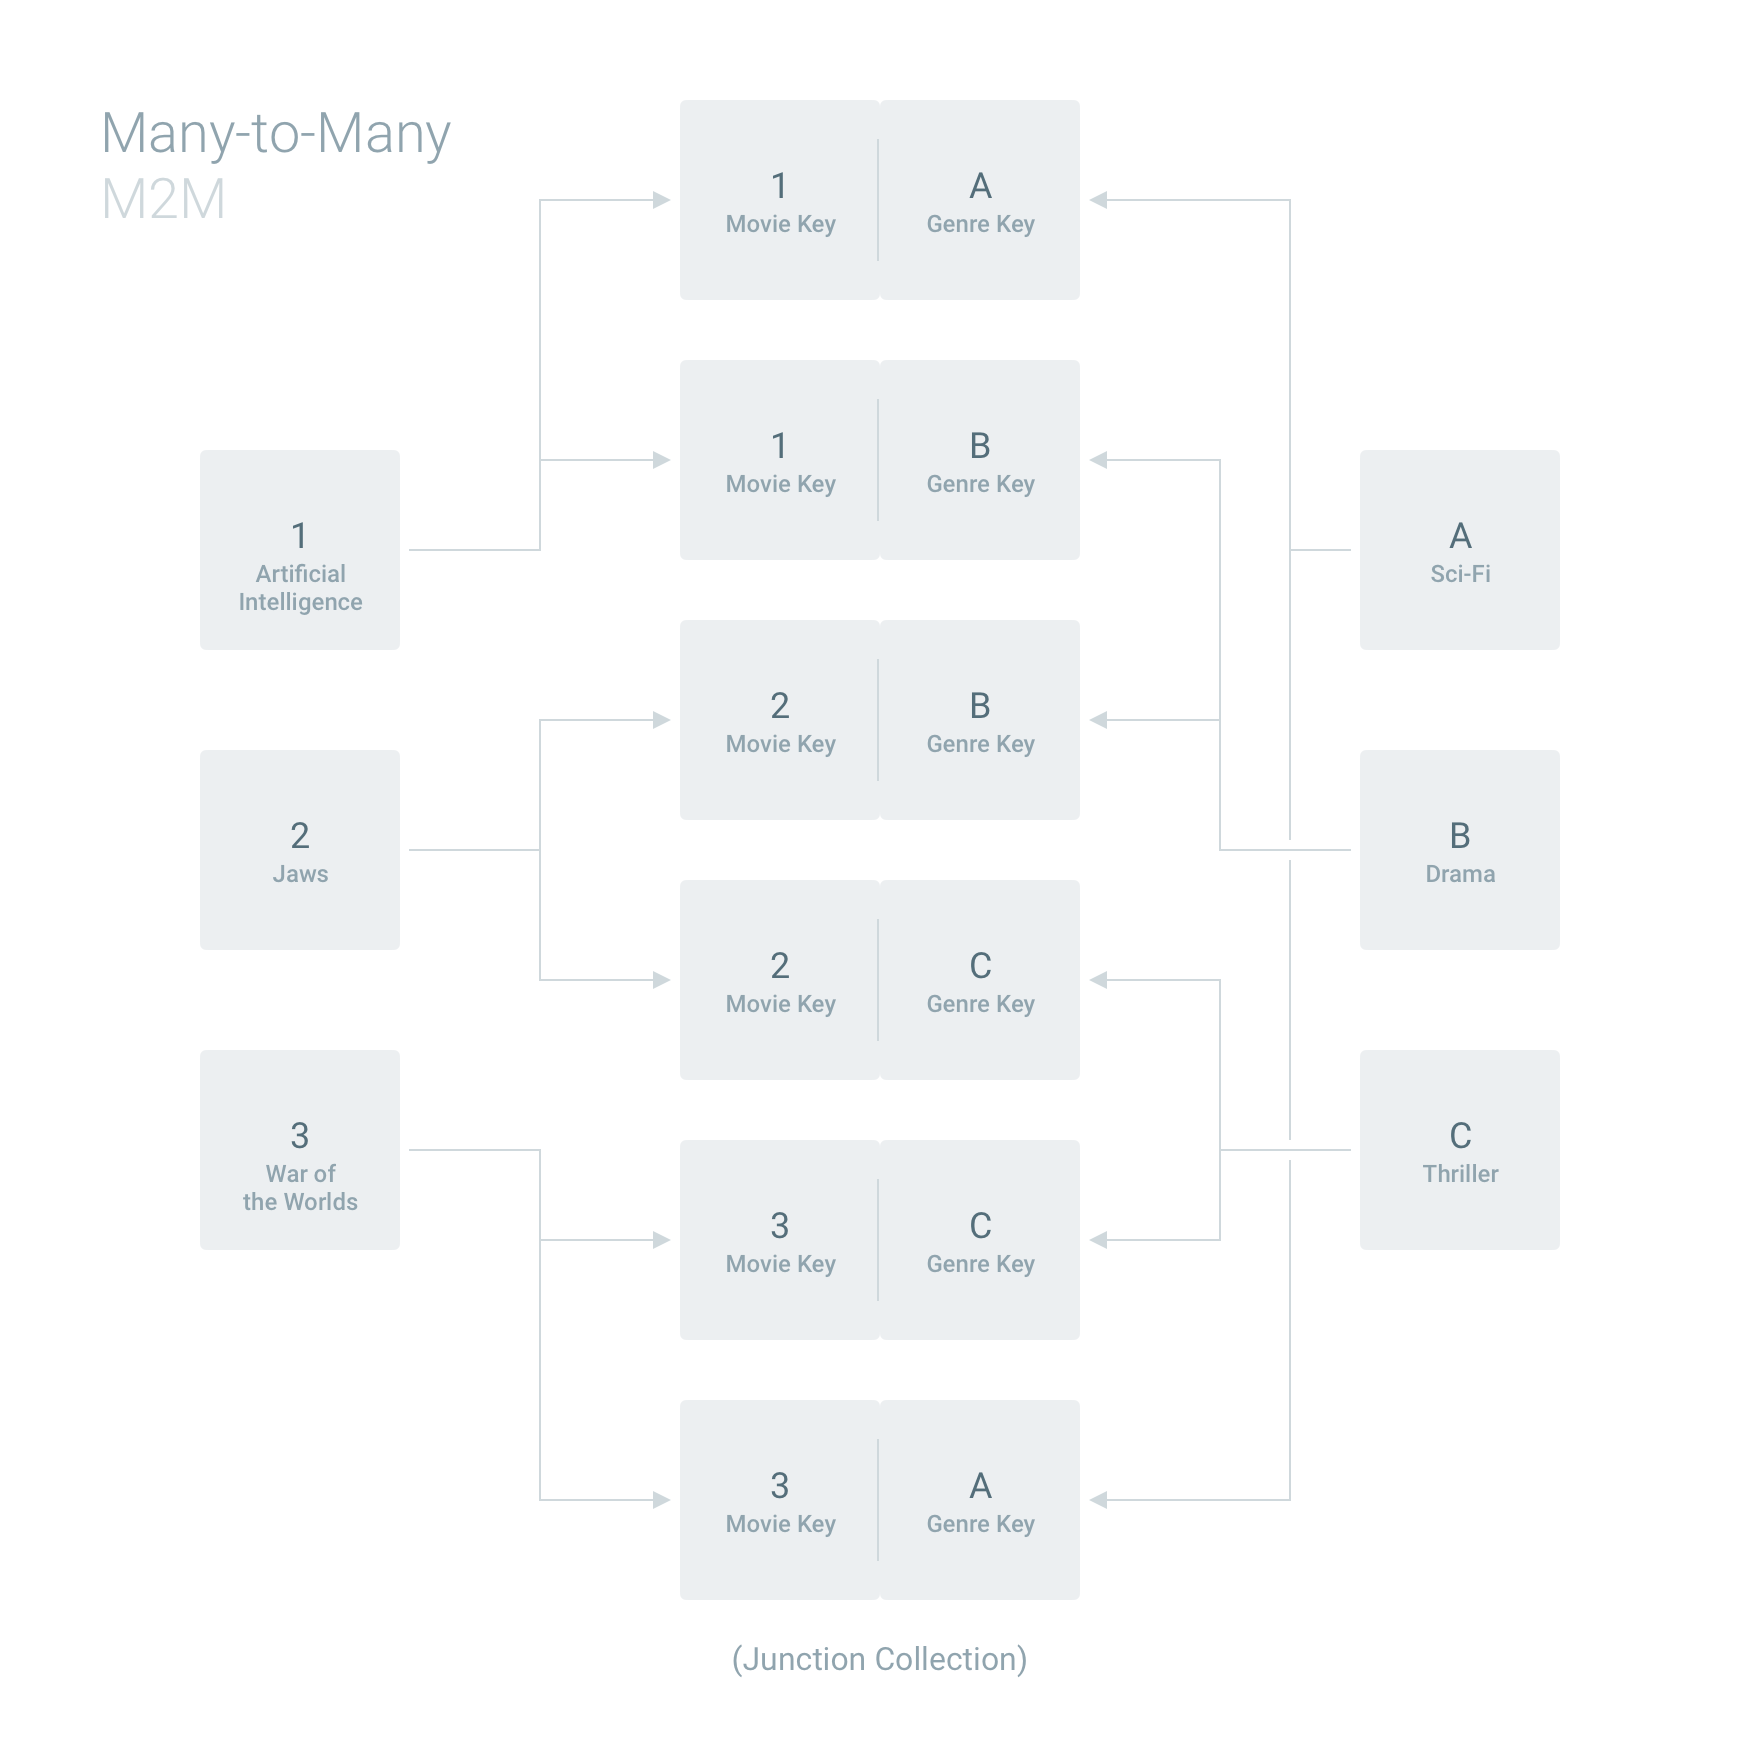 Many-to-Many
M2M
1
Movie Key
A
Genre Key
1
Movie Key
B
Genre Key
2
Movie Key
B
Genre Key
2
Movie Key
C
Genre Key
3
Movie Key
C
Genre Key
3
Movie Key
A
Genre Key
1
Artificial
Intelligence
2
Jaws
3
War of
the Worlds
A
Sci-Fi
B
Drama
C
Thriller
(Junction Collection)